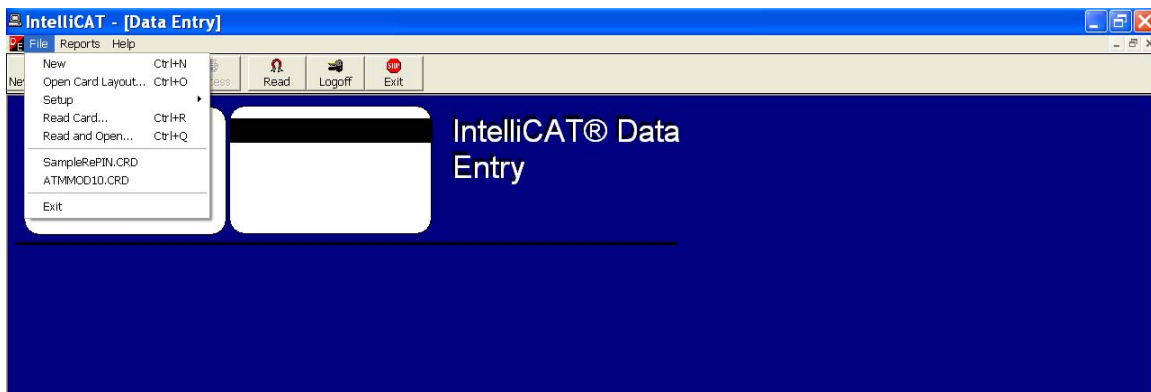 IntelliCAT - [Data Entry]
File Reports Help
New Ctrl+N
Open Card Layout... Ctrl+O
Setup
Read Card... Ctrl+R
Read and Open... Ctrl+Q
SampleRePIN.CRD
ATMMOD10.CRD
Exit
Read Logoff Exit
IntelliCAT® Data
Entry